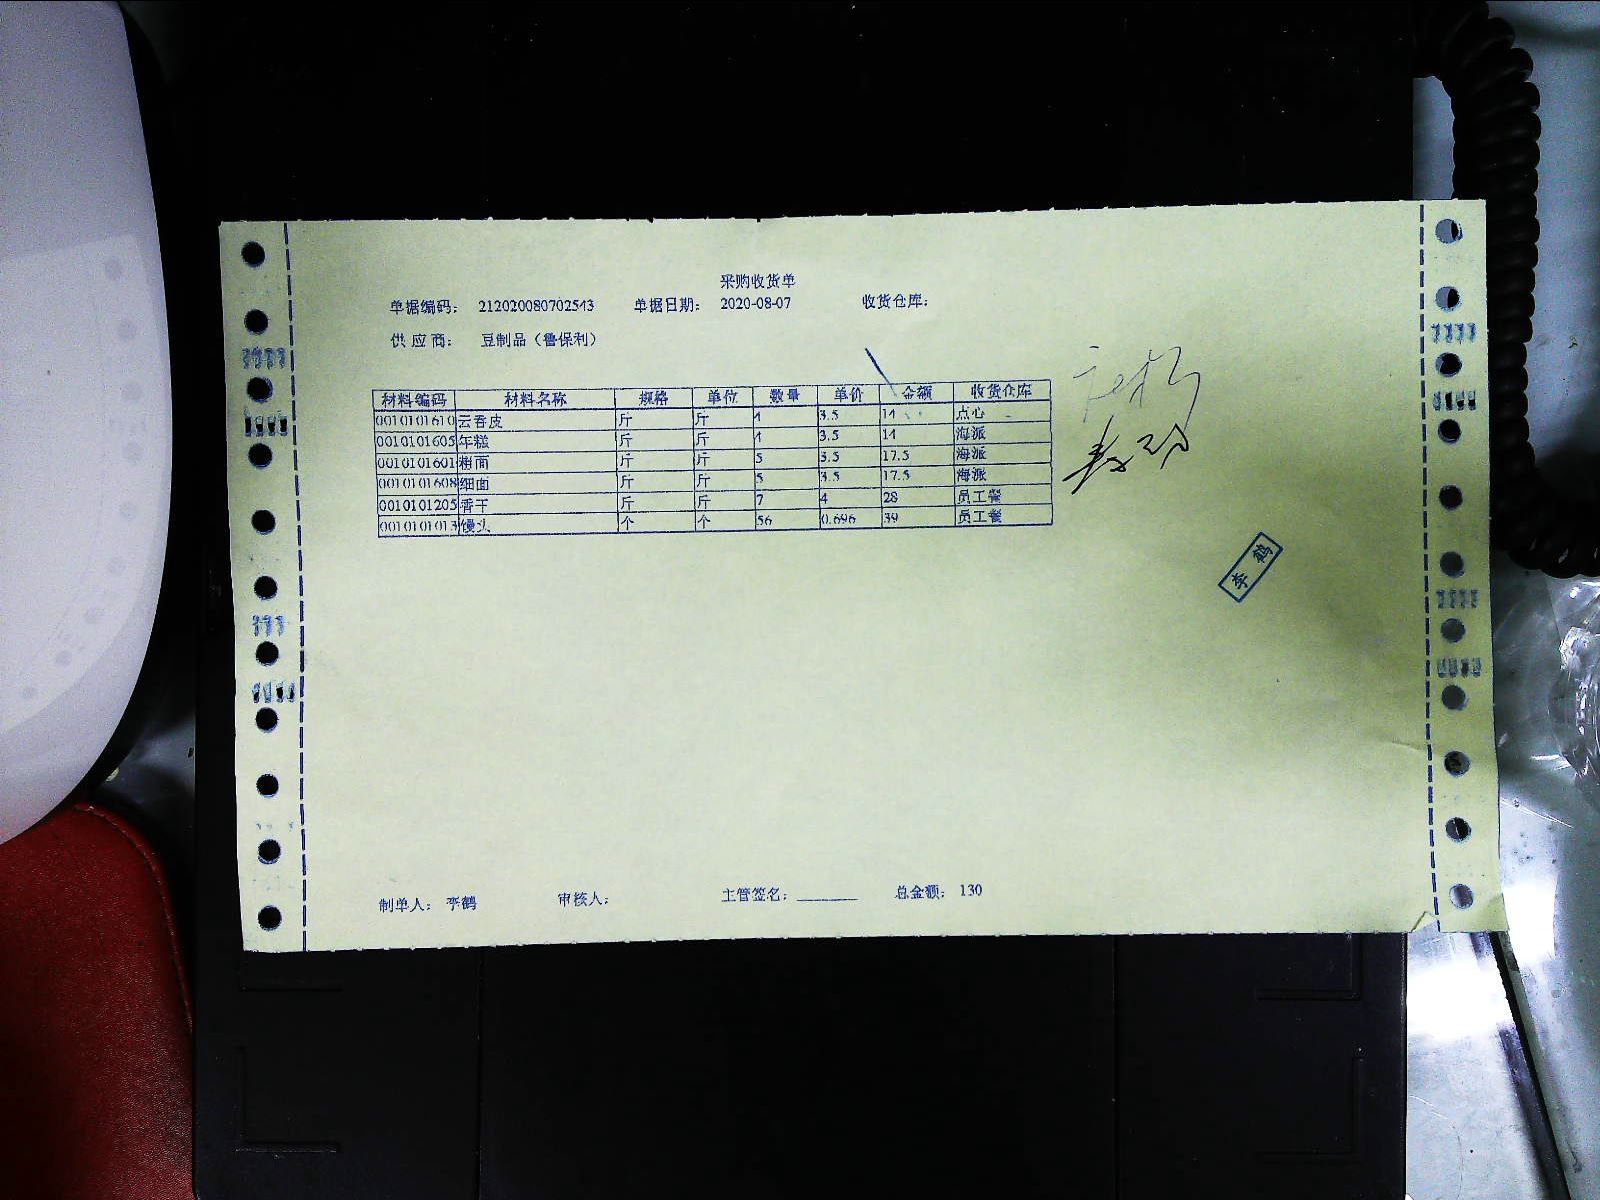 采购收货单
单据编码： 212020080702543 单据日期： 2020-08-07 收货仓库：
供应商： 豆制品（鲁保利）
材料编码 材料名称 规格 单位 数量 单价 金额 收货仓库
0010101610 云吞皮 斤 斤 4 3.5 14 点心
0010101605 年糕 斤 斤 4 3.5 14 海派
0010101601 粗面 斤 斤 5 3.5 17.5 海派
0010101608 细面 斤 斤 5 3.5 17.5 海派
0010101205 香干 斤 斤 7 4 28 员工餐
0010101013 馒头 个 个 56 0.696 39 员工餐
李鹤
制单人： 李鹤 审核人： 主管签名： 总金额： 130